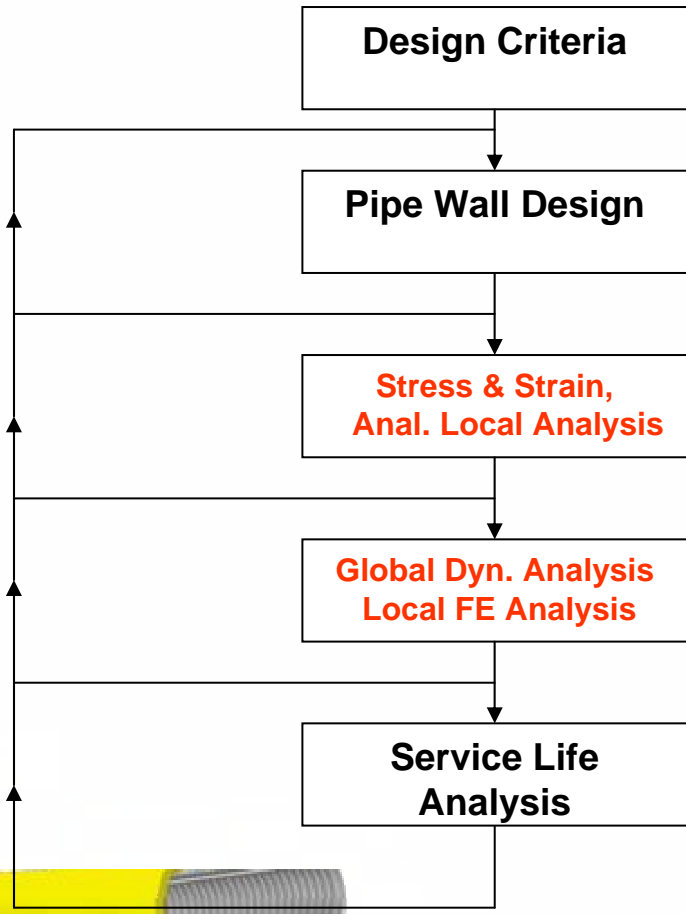 Design Criteria
Pipe Wall Design
Stress & Strain,
Anal. Local Analysis
Global Dyn. Analysis
Local FE Analysis
Service Life
Analysis